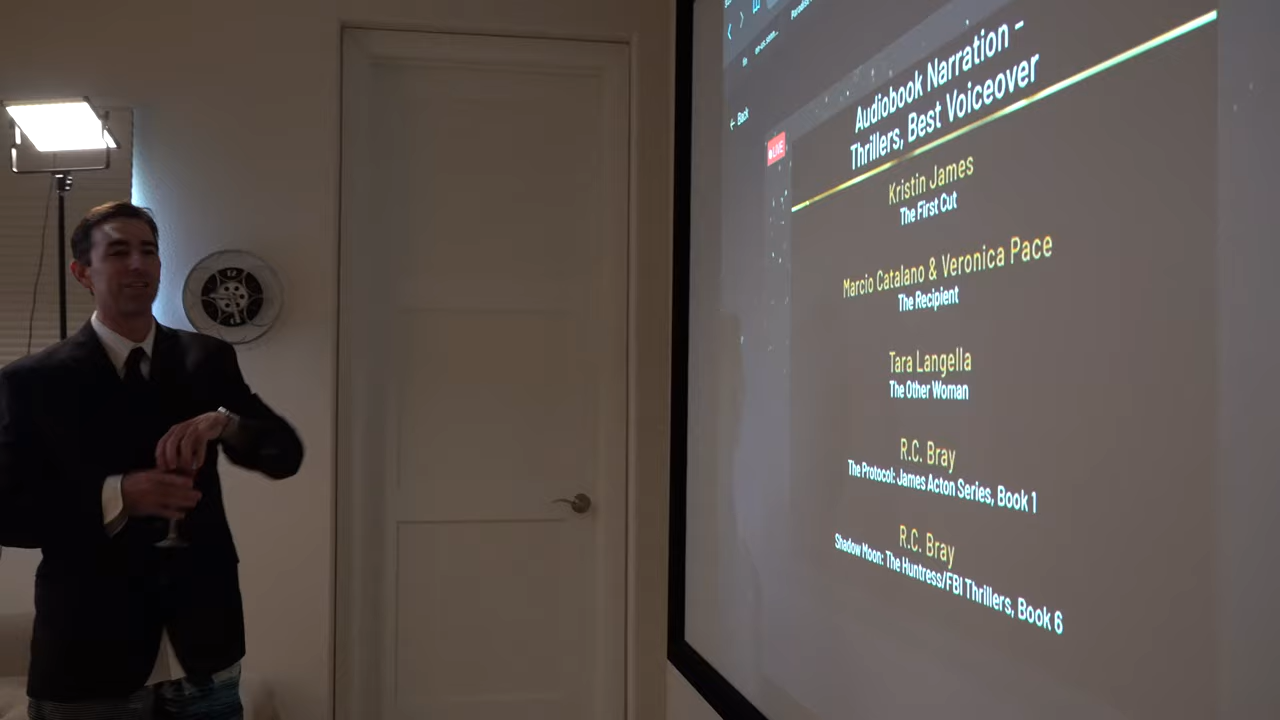 Back
LIVE
Audiobook Narration -
Thrillers, Best Voiceover
Kristin James
The First Cut
Marcio Catalano & Veronica Pace
The Recipient
Tara Langella
The Other Woman
R.C. Bray
The Protocol: James Acton Series, Book 1
R.C. Bray
Shadow Moon: The Huntress/FBI Thrillers, Book 6